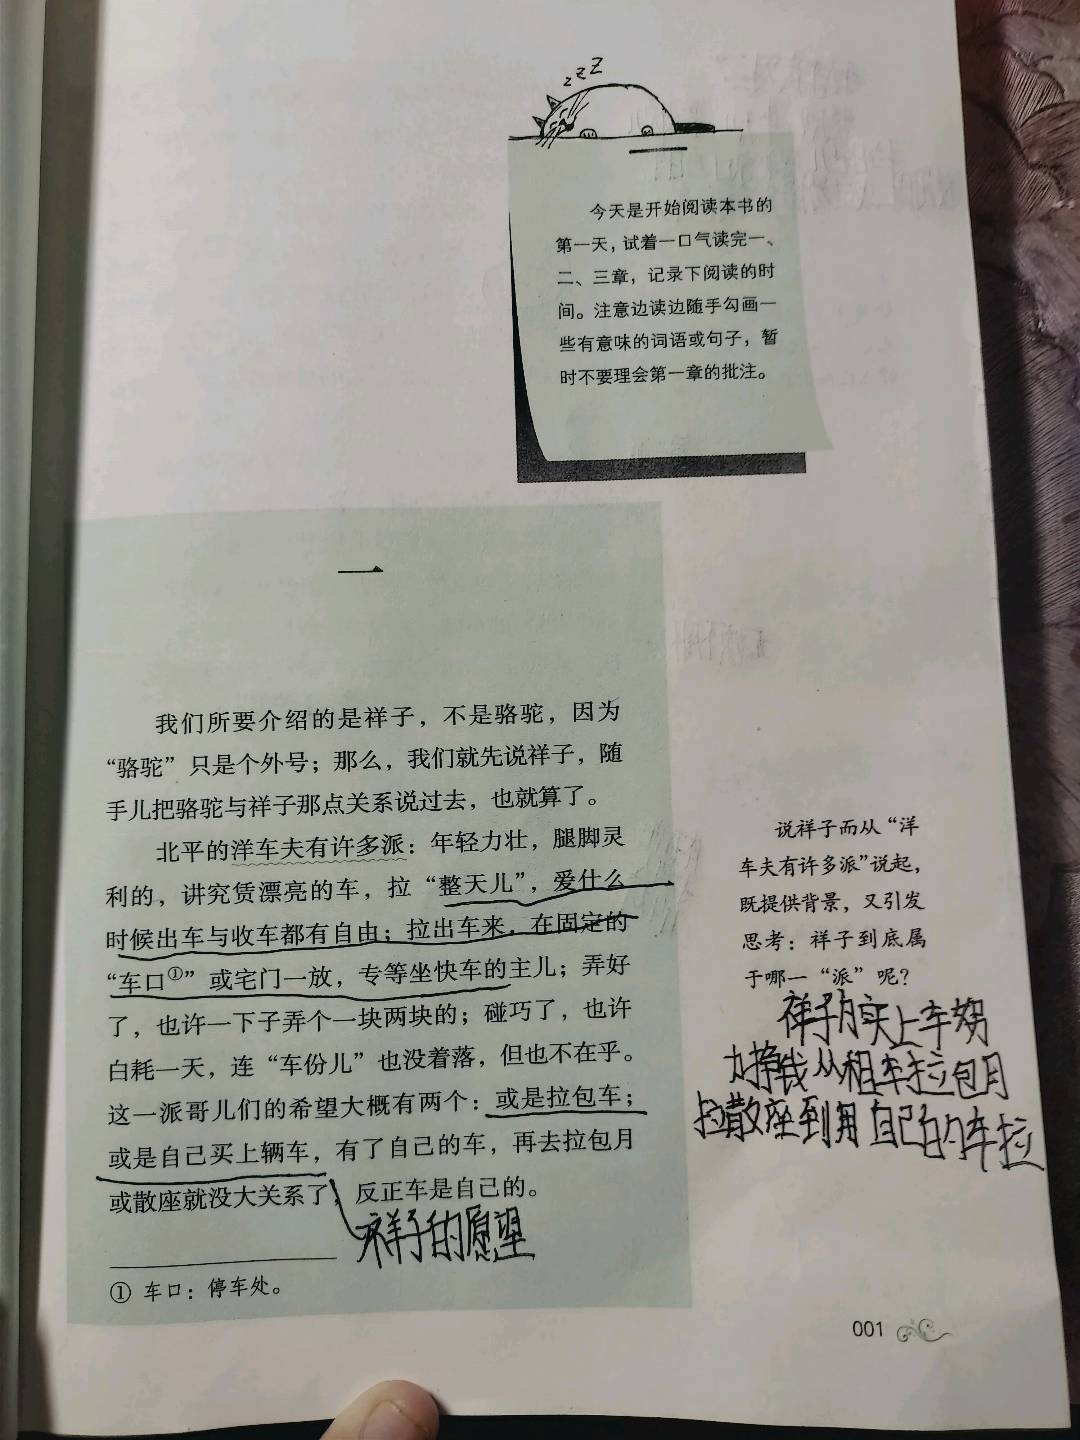 zZZ
今天是开始阅读本书的
第一天，试着一口气读完一、
二、三章，记录下阅读的时
间。注意边读边随手勾画一
些有意味的词语或句子，暂
时不要理会第一章的批注。
一
我们所要介绍的是祥子，不是骆驼，因为
“骆驼”只是个外号；那么，我们就先说祥子，随
手儿把骆驼与祥子那点关系说过去，也就算了。
北平的洋车夫有许多派：年轻力壮，腿脚灵
利的，讲究赁漂亮的车，拉“整天儿”，爱什么
时候出车与收车都有自由；拉出车来，在固定的
“车口①”或宅门一放，专等坐快车的主儿；弄好
了，也许一下子弄个一块两块的；碰巧了，也许
白耗一天，连“车份儿”也没着落，但也不在乎。
这一派哥儿们的希望大概有两个：或是拉包车；
或是自己买上辆车，有了自己的车，再去拉包月
或散座就没大关系了，反正车是自己的。
祥子的愿望
① 车口：停车处。
说祥子而从“洋
车夫有许多派”说起，
既提供背景，又引发
思考：祥子到底属
于哪一“派”呢？
祥子为买上车努
力挣钱从租车拉包月
拉散座到用自己的车拉
001